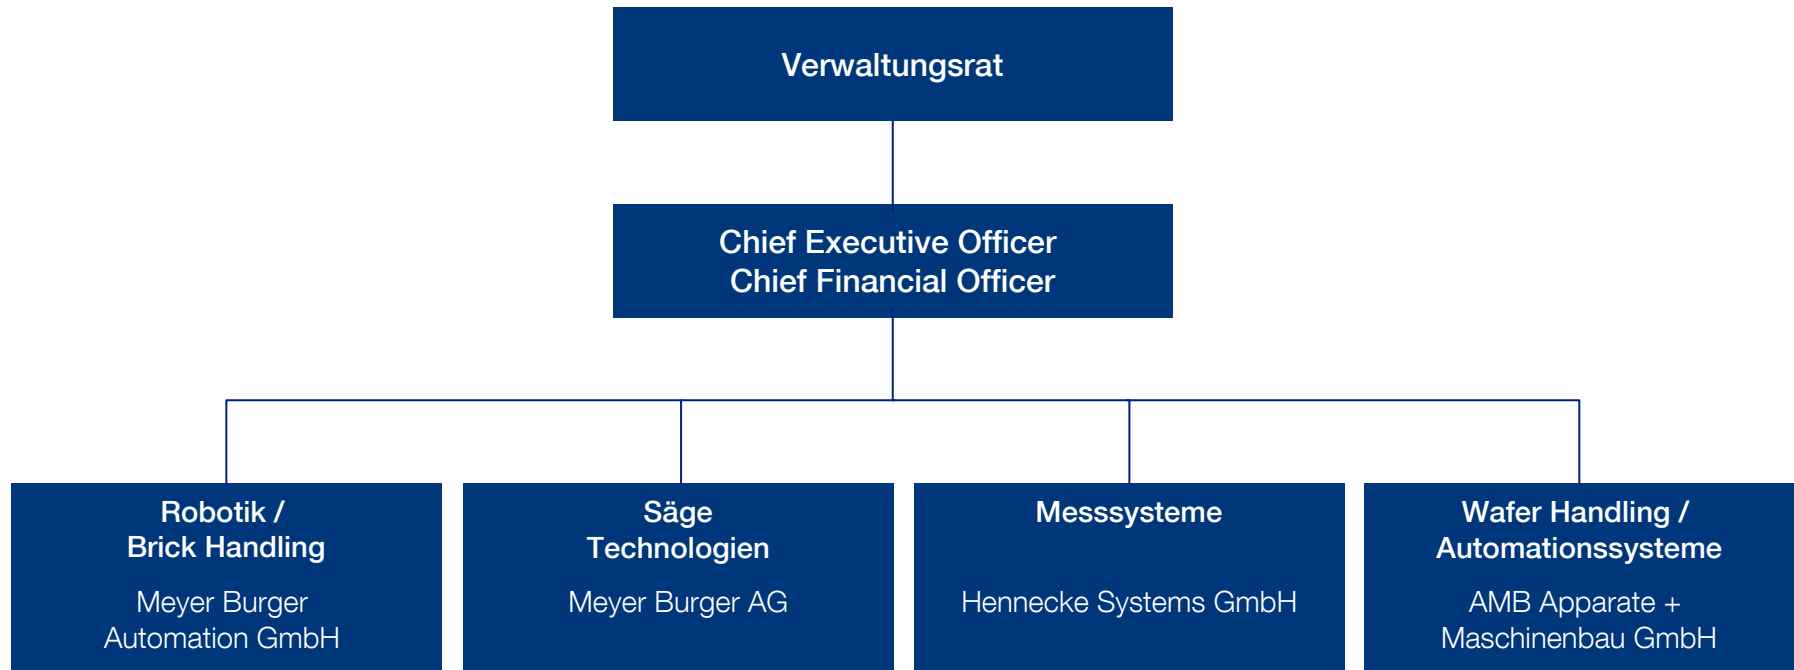 Verwaltungsrat
Chief Executive Officer
Chief Financial Officer
Robotik /
Brick Handling
Meyer Burger
Automation GmbH
Säge
Technologien
Meyer Burger AG
Messsysteme
Hennecke Systems GmbH
Wafer Handling /
Automationssysteme
AMB Apparate +
Maschinenbau GmbH